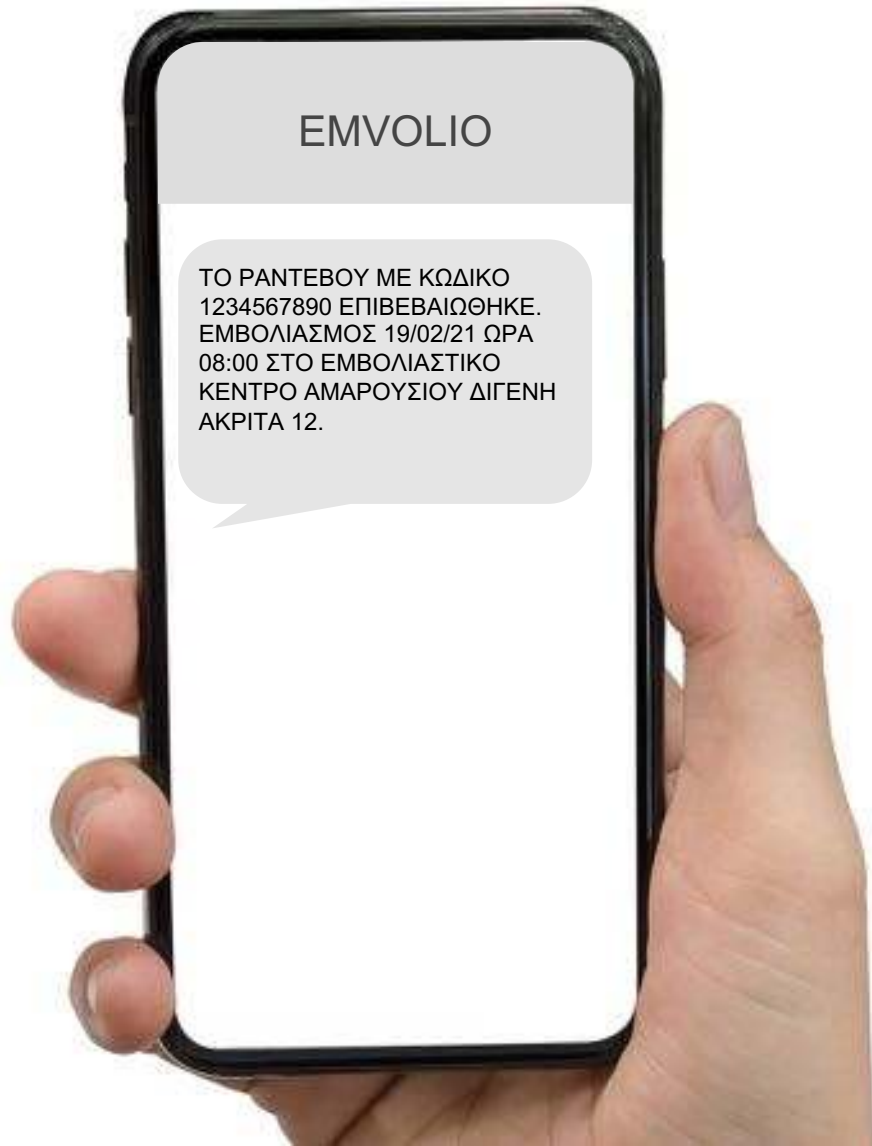 EMVOLIO
ΤΟ ΡΑΝΤΕΒΟΥ ΜΕ ΚΩΔΙΚΟ
1234567890 ΕΠΙΒΕΒΑΙΩΘΗΚΕ.
ΕΜΒΟΛΙΑΣΜΟΣ 19/02/21 ΩΡΑ
08:00 ΣΤΟ ΕΜΒΟΛΙΑΣΤΙΚΟ
ΚΕΝΤΡΟ ΑΜΑΡΟΥΣΙΟΥ ΔΙΓΕΝΗ
ΑΚΡΙΤΑ 12.